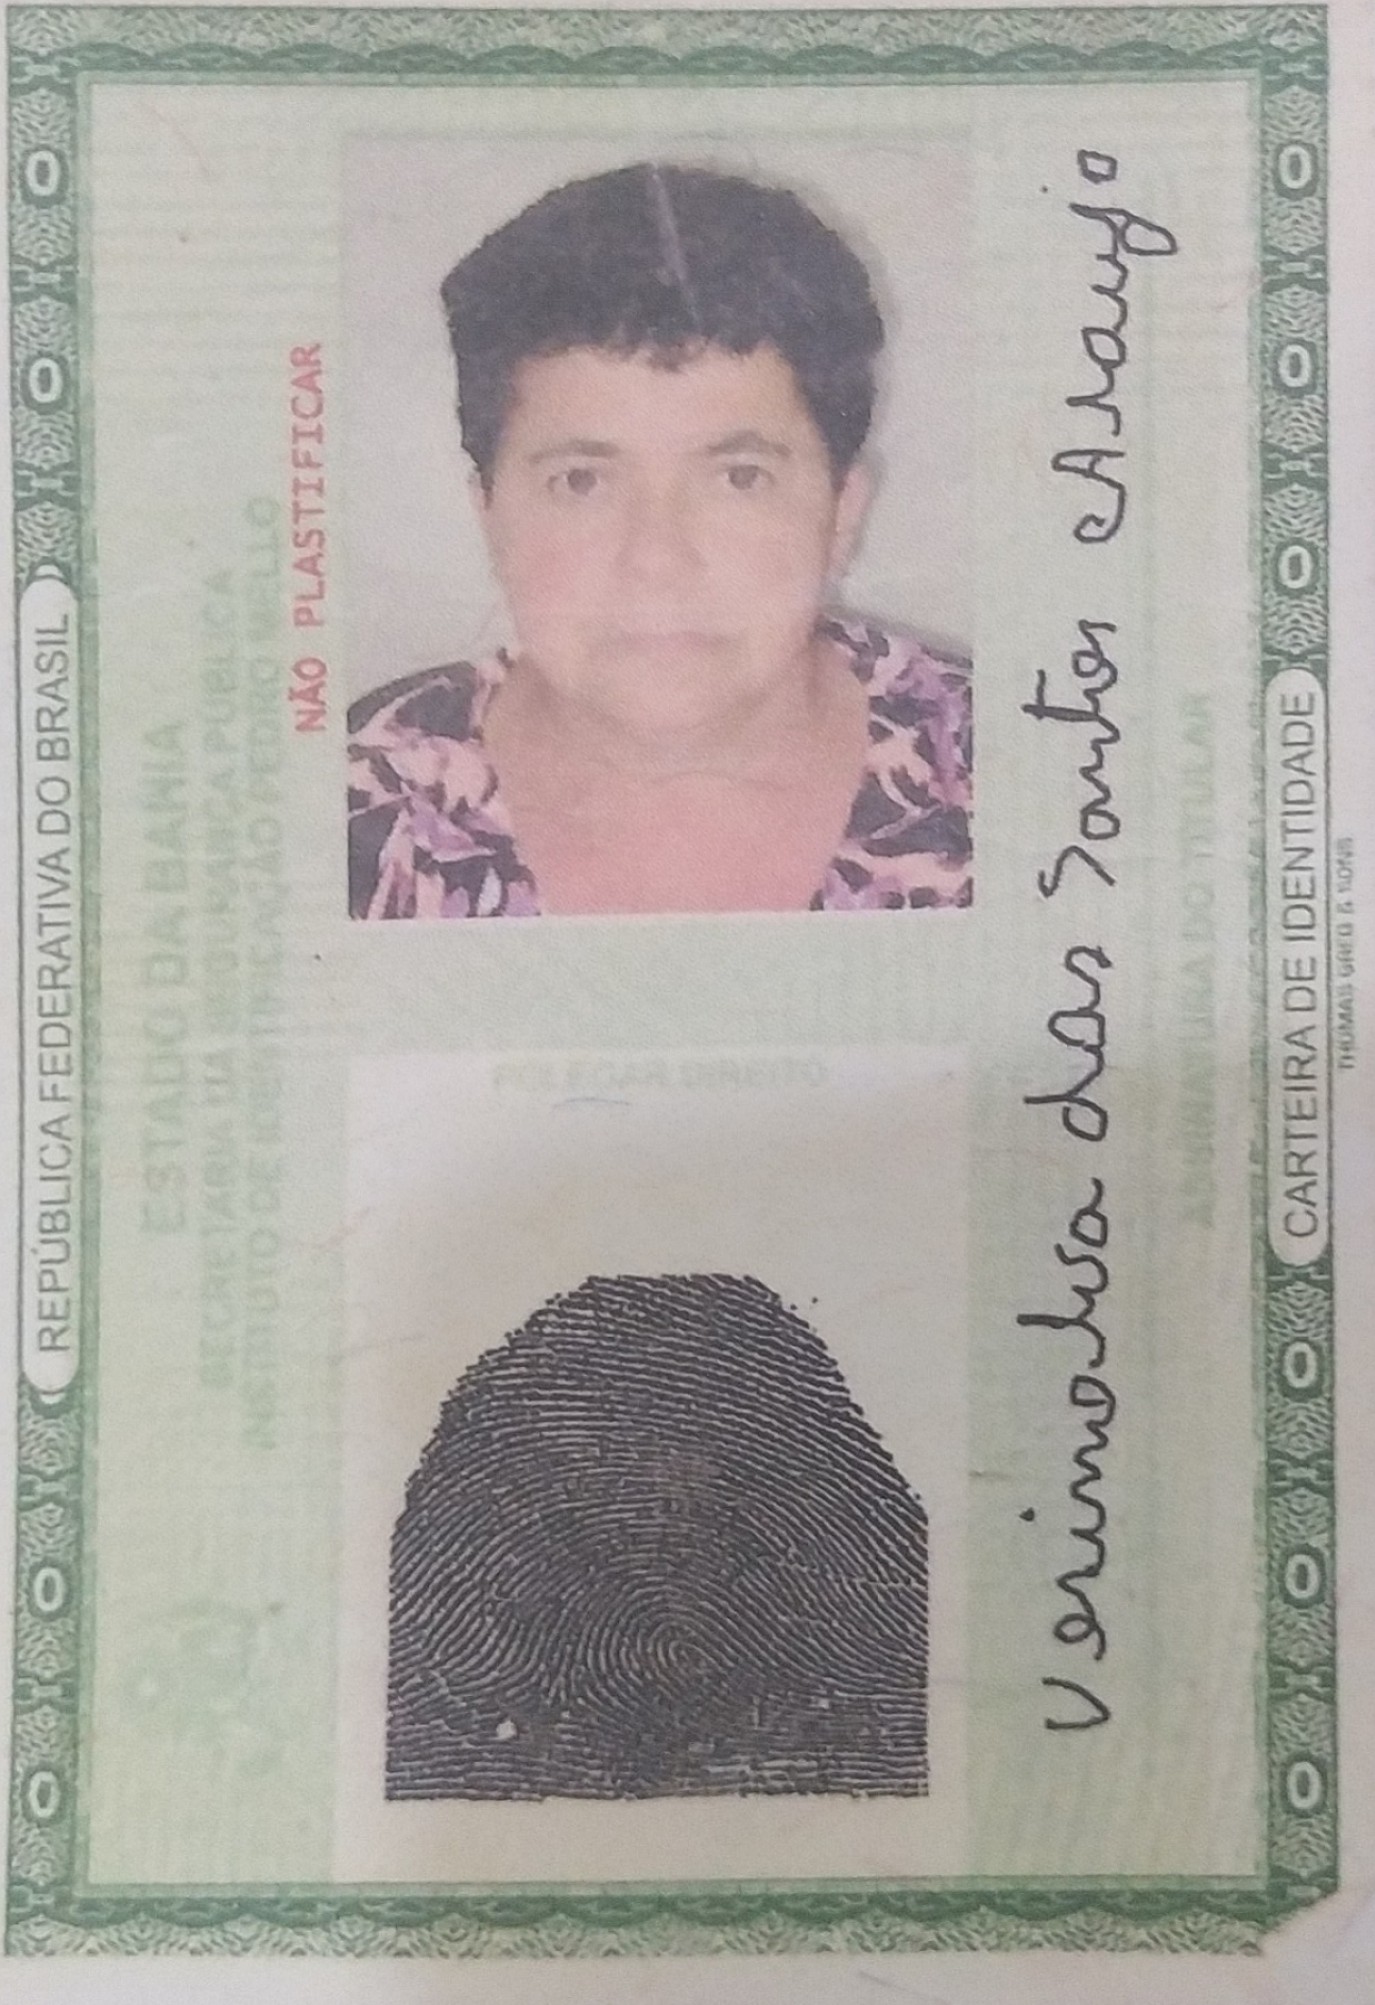 REPÚBLICA FEDERATIVA DO BRASIL
ESTADO DA BAHIA
SECRETARIA DA SEGURANÇA PÚBLICA
INSTITUTO DE IDENTIFICAÇÃO PEDRO MELLO
NÃO PLASTIFICAR
POLEGAR DIREITO
Verinalva dos Santos Araujo
ASSINATURA DO TITULAR
CARTEIRA DE IDENTIDADE
THOMAS GREG & SONS